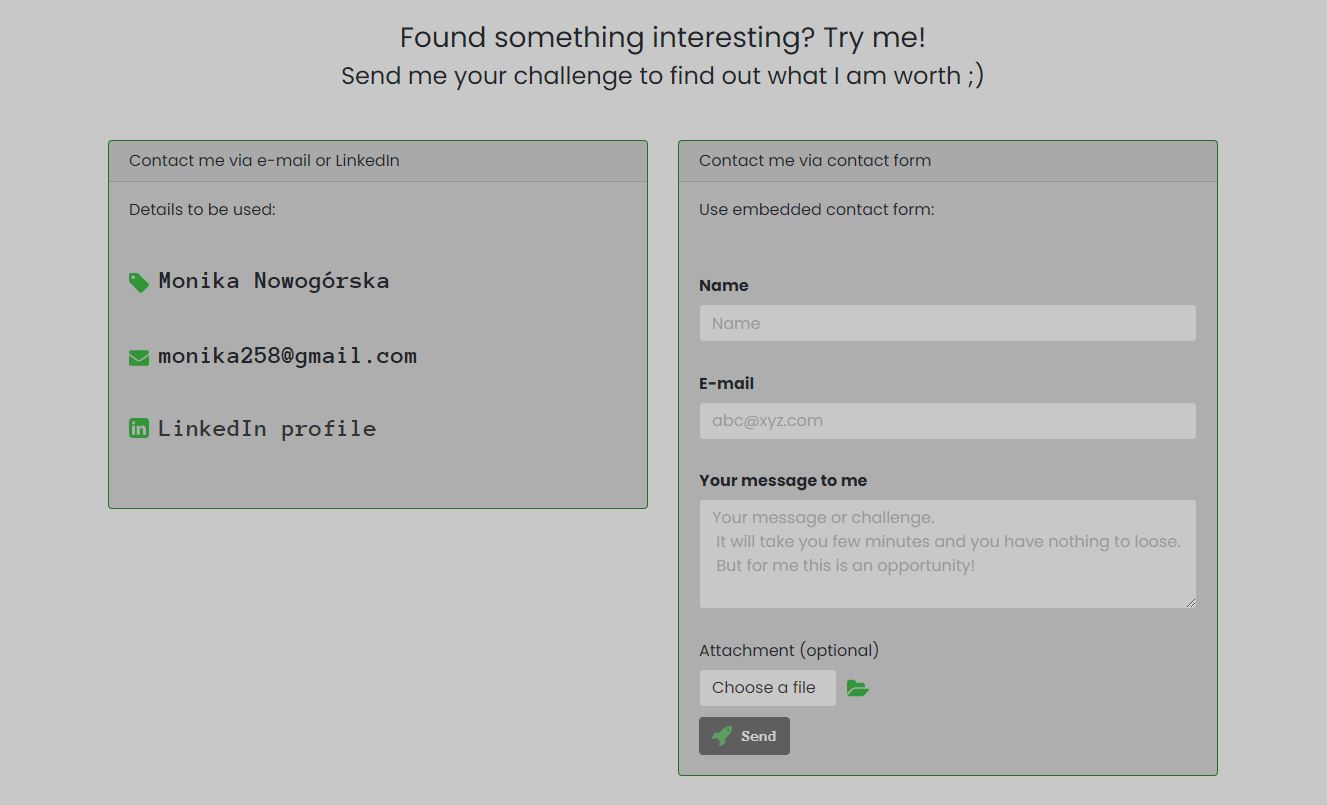 Found something interesting? Try me!
Send me your challenge to find out what I am worth ;)
Contact me via e-mail or LinkedIn
Details to be used:
Monika Nowogórska
monika258@gmail.com
LinkedIn profile
Contact me via contact form
Use embedded contact form:
Name
Name
E-mail
abc@xyz.com
Your message to me
Your message or challenge.
It will take you few minutes and you have nothing to loose.
But for me this is an opportunity!
Attachment (optional)
Choose a file
Send